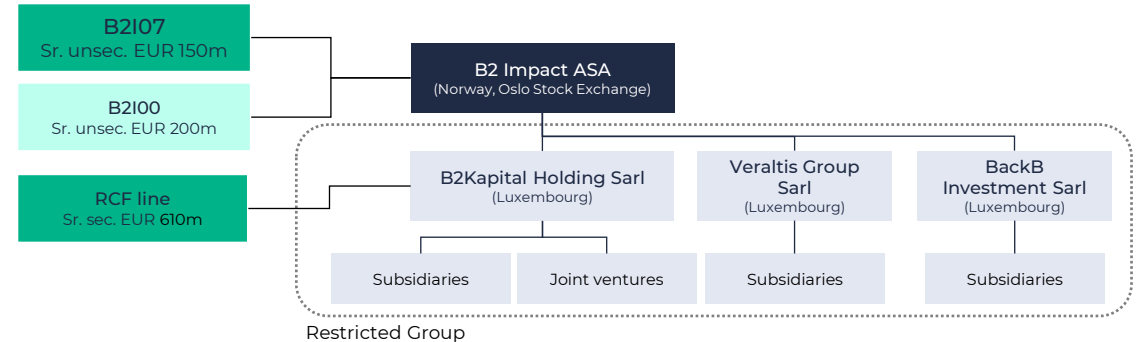 B2I07
Sr. unsec. EUR 150m
B2I00
Sr. unsec. EUR 200m
RCF line
Sr. sec. EUR 610m
B2 Impact ASA
(Norway, Oslo Stock Exchange)
B2Kapital Holding Sarl
(Luxembourg)
Veraltis Group
Sarl
(Luxembourg)
BackB
Investment Sarl
(Luxembourg)
Subsidiaries
Joint ventures
Subsidiaries
Subsidiaries
Restricted Group